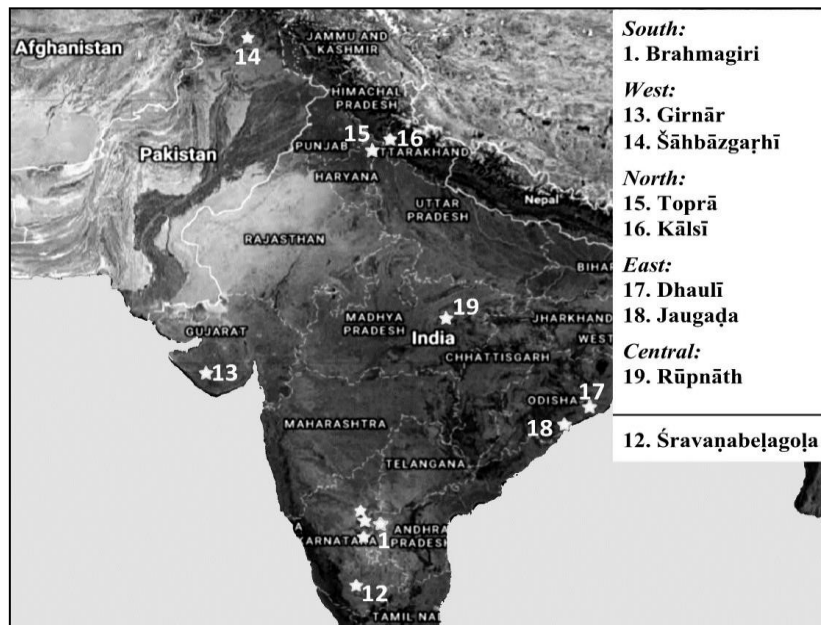 Afghanistan
14
JAMMU AND
KASHMIR
HIMACHAL
PRADESH
15
16
PUNJAB
UTTARAKHAND
Pakistan
HARYANA
Nepal
UTTAR
PRADESH
RAJASTHAN
BIHAR
19
MADHYA
PRADESH
India
JHARKHAND
WEST
GUJARAT
CHHATTISGARH
13
17
ODISHA
18
MAHARASHTRA
TELANGANA
1
ANDHRA
PRADESH
KARNATAKA
12
TAMIL NAD
South:
1. Brahmagiri
West:
13. Girnār
14. Šāhbāzgaṛhī
North:
15. Toprā
16. Kālsī
East:
17. Dhaulī
18. Jaugaḍa
Central:
19. Rūpnāth
12. Śravaṇabeḷagoḷa